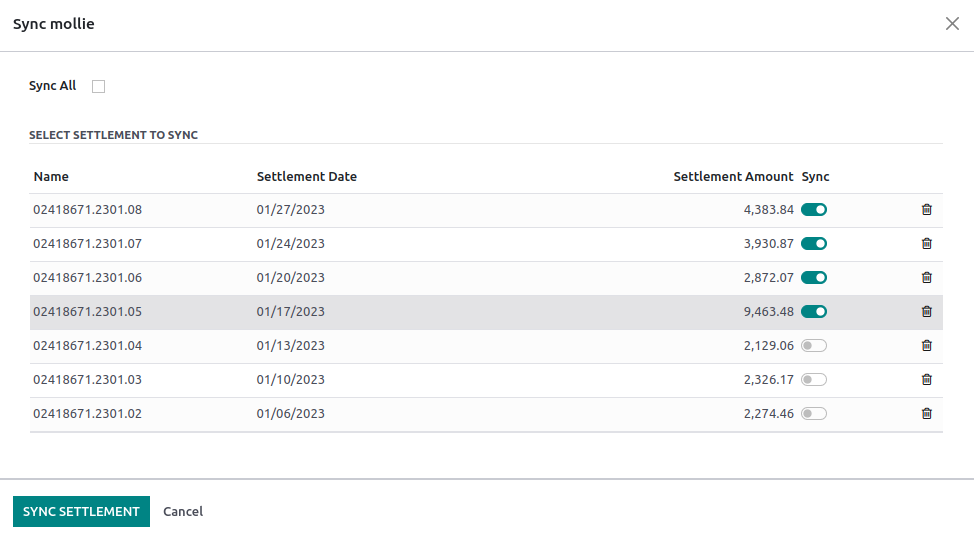 Sync mollie
Sync All
SELECT SETTLEMENT TO SYNC
Name Settlement Date Settlement Amount Sync
02418671.2301.08 01/27/2023 4,383.84
02418671.2301.07 01/24/2023 3,930.87
02418671.2301.06 01/20/2023 2,872.07
02418671.2301.05 01/17/2023 9,463.48
02418671.2301.04 01/13/2023 2,129.06
02418671.2301.03 01/10/2023 2,326.17
02418671.2301.02 01/06/2023 2,274.46
SYNC SETTLEMENT Cancel